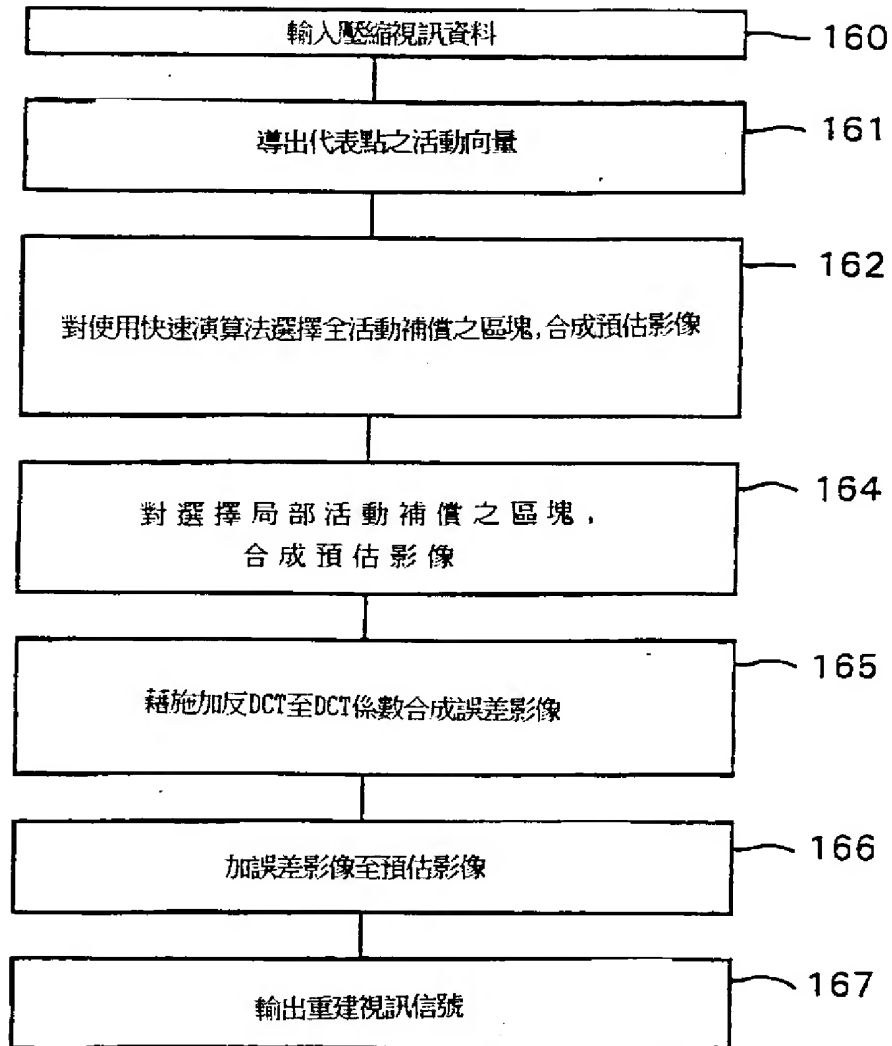 輸入壓縮視訊資料
160
導出代表點之活動向量
161
162
對使用快速演算法選擇全活動補償之區塊,合成預估影像
164
對選擇局部活動補償之區塊,
合成預估影像
165
藉施加反DCT至DCT係數合成誤差影像
166
加誤差影像至預估影像
167
輸出重建視訊信號